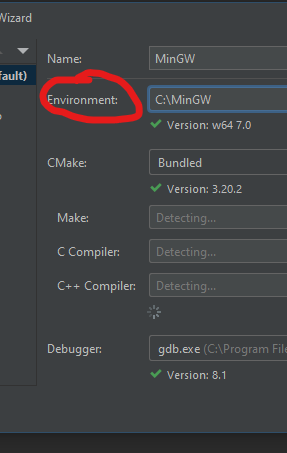 Wizard
fault)
Name: MinGW
Environment: C:\MinGW
Version: w64 7.0
CMake: Bundled
Version: 3.20.2
Make: Detecting...
C Compiler: Detecting...
C++ Compiler: Detecting...
Debugger: gdb.exe (C:\Program File
Version: 8.1